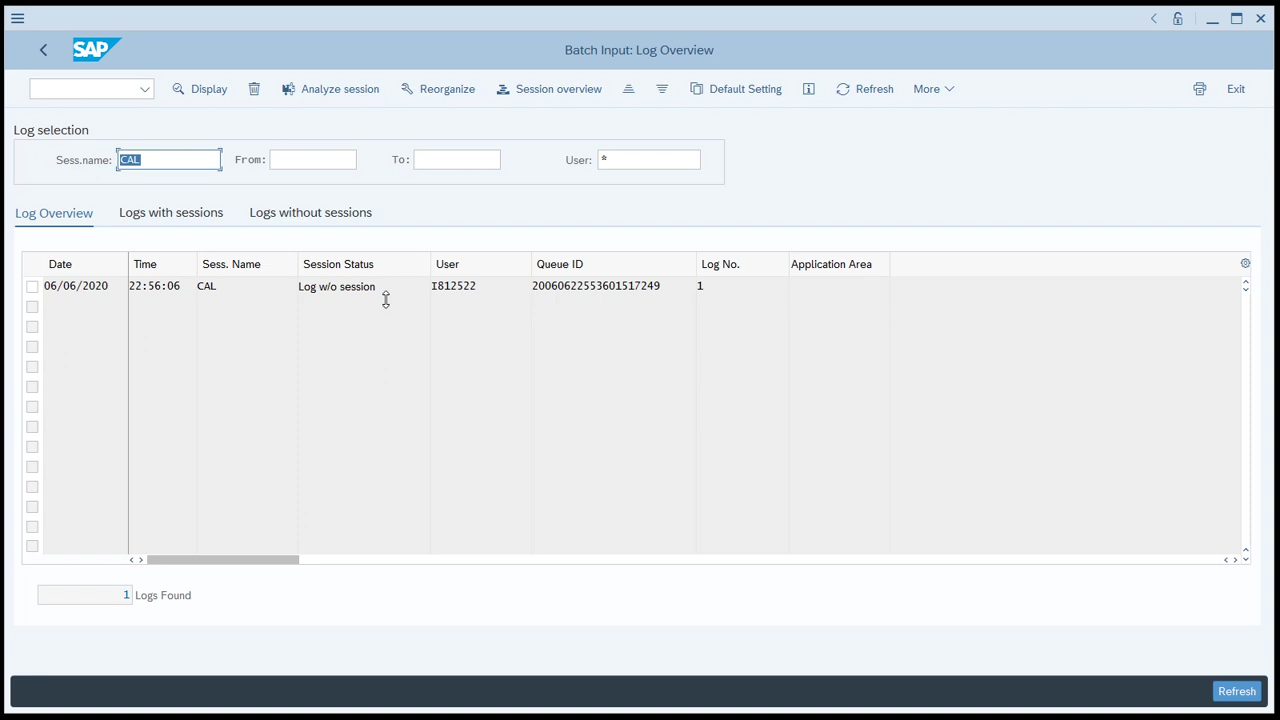 SAP
Batch Input: Log Overview
Display
Analyze session
Reorganize
Session overview
Default Setting
Refresh
More
Exit
Log selection
Sess.name: CAL From: To: User: *
Log Overview Logs with sessions Logs without sessions
Date Time Sess. Name Session Status User Queue ID Log No. Application Area
06/06/2020 22:56:06 CAL Log w/o session I812522 20060622553601517249 1
1 Logs Found
Refresh